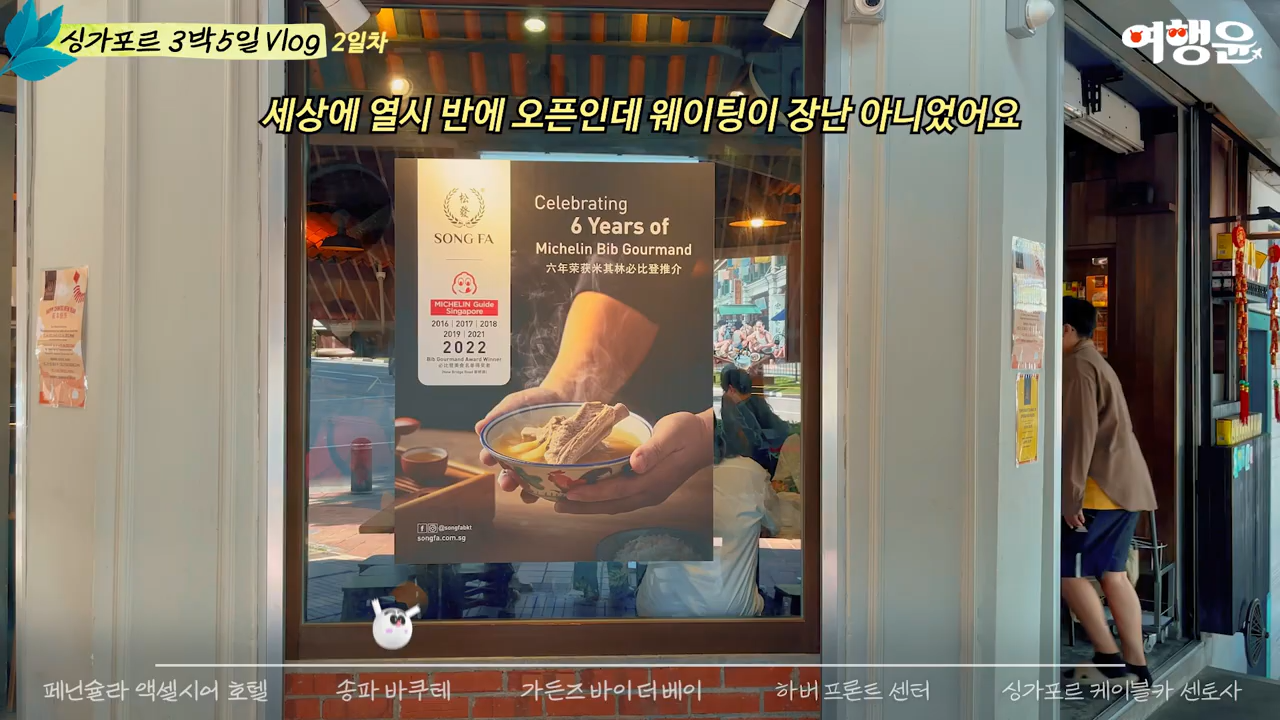 싱가포르 3박5일 Vlog 2일차
여행윤
세상에 열시 반에 오픈인데 웨이팅이 장난 아니었어요
松發
SONG FA
MICHELIN Guide
Singapore
2016 | 2017 | 2018
2019 | 2021
2022
Bib Gourmand Award Winner
Celebrating
6 Years of
Michelin Bib Gourmand
六年荣获米其林必比登推介
@songfabkt
songfa.com.sg
페닌슐라 엑셀시어 호텔
송파 바쿠테
가든즈 바이 더 베이
하버 프론트 센터
싱가포르 케이블카 센토사